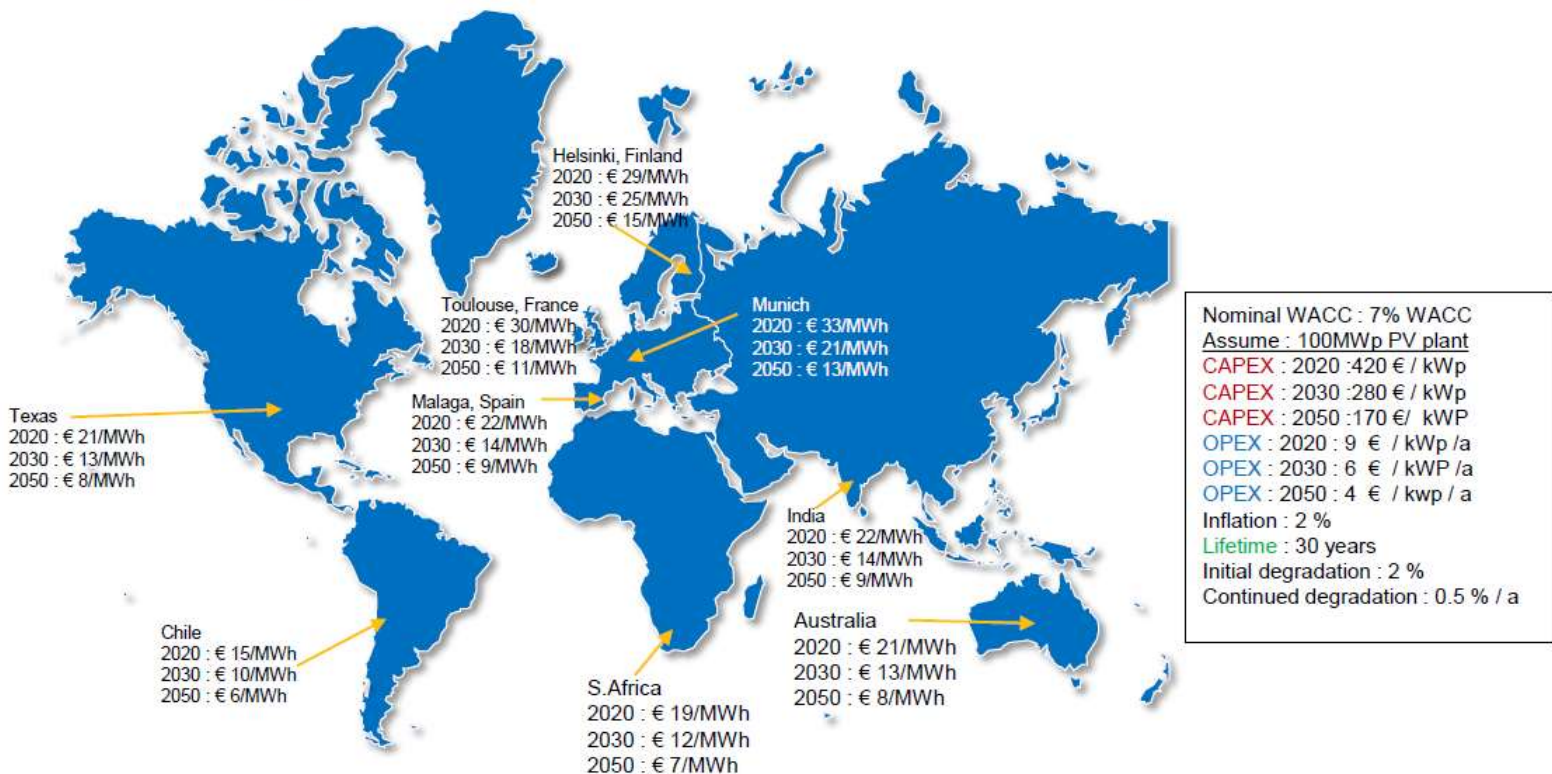 Helsinki, Finland
2020 : € 29/MWh
2030 : € 25/MWh
2050 : € 15/MWh
Toulouse, France
2020 : € 30/MWh
2030 : € 18/MWh
2050 : € 11/MWh
Munich
2020 : € 33/MWh
2030 : € 21/MWh
2050 : € 13/MWh
Malaga, Spain
2020 : € 22/MWh
2030 : € 14/MWh
2050 : € 9/MWh
Texas
2020 : € 21/MWh
2030 : € 13/MWh
2050 : € 8/MWh
India
2020 : € 22/MWh
2030 : € 14/MWh
2050 : € 9/MWh
Chile
2020 : € 15/MWh
2030 : € 10/MWh
2050 : € 6/MWh
S.Africa
2020 : € 19/MWh
2030 : € 12/MWh
2050 : € 7/MWh
Australia
2020 : € 21/MWh
2030 : € 13/MWh
2050 : € 8/MWh
Nominal WACC : 7% WACC
Assume : 100MWp PV plant
CAPEX : 2020 :420 € / kWp
CAPEX : 2030 :280 € / kWp
CAPEX : 2050 :170 €/ kWP
OPEX : 2020 : 9 € / kWp /a
OPEX : 2030 : 6 € / kWP /a
OPEX : 2050 : 4 € / kwp / a
Inflation : 2 %
Lifetime : 30 years
Initial degradation : 2 %
Continued degradation : 0.5 % / a